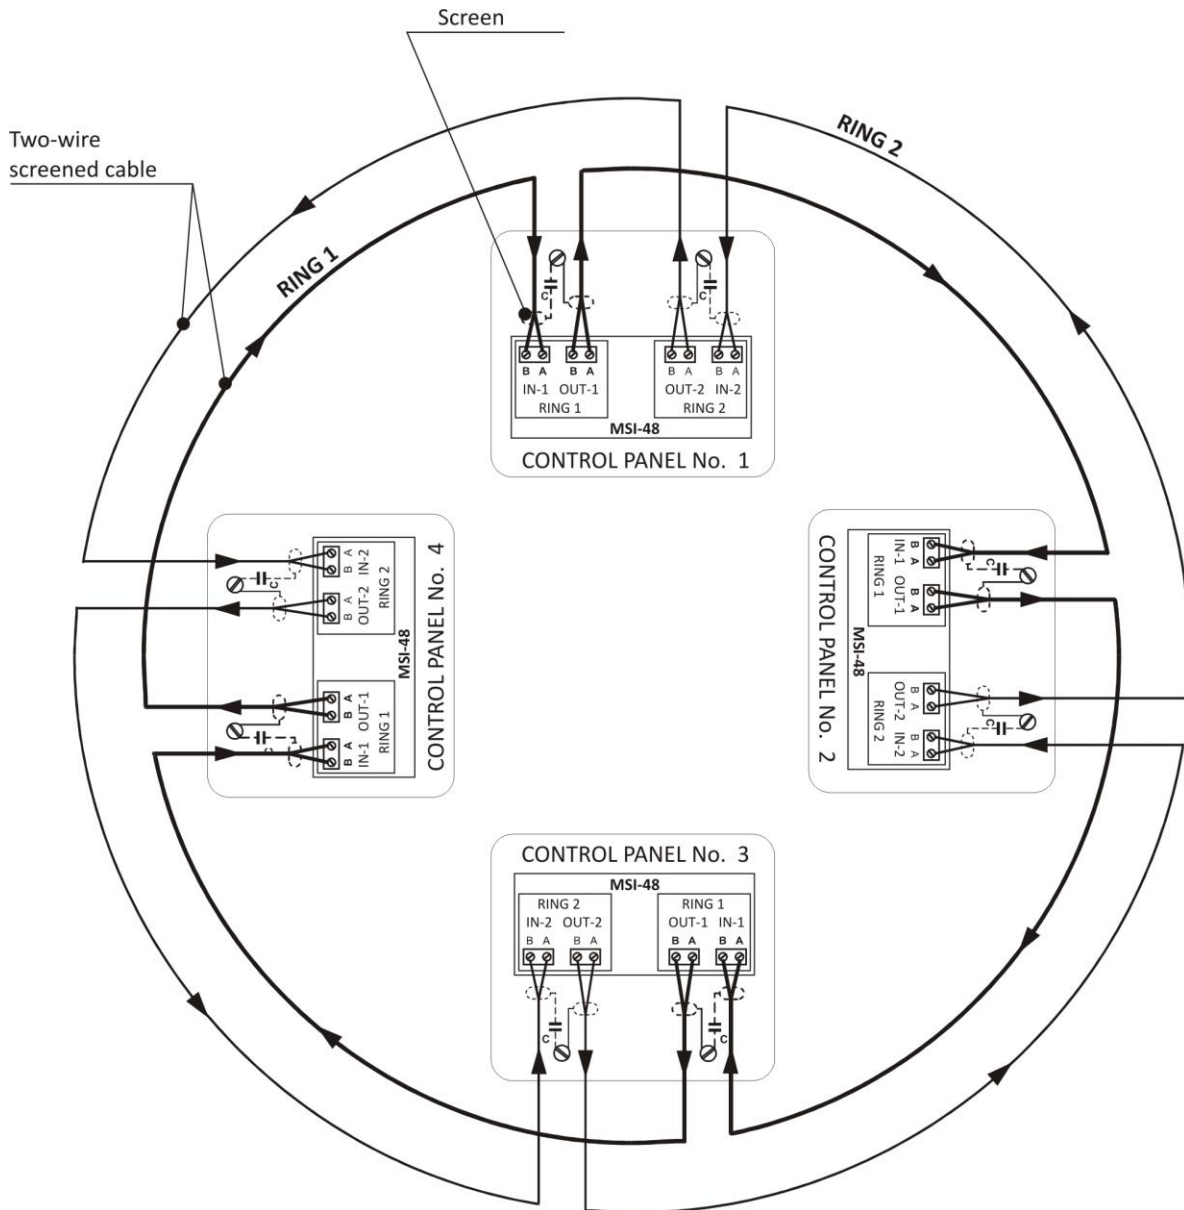 Screen
Two-wire
screened cable
RING 1
RING 2
C
C
B A B A
IN-1 OUT-1
RING 1
B A B A
OUT-2 IN-2
RING 2
MSI-48
CONTROL PANEL No. 1
C
A
B
IN-2
A
B
OUT-2
RING 2
A
B
OUT-1
A
B
IN-1
RING 1
C
MSI-48
CONTROL PANEL No. 4
B
A
IN-1
B
A
OUT-1
RING 1
C
B
A
OUT-2
B
A
IN-2
RING 2
C
MSI-48
CONTROL PANEL No. 2
CONTROL PANEL No. 3
MSI-48
RING 2
IN-2 OUT-2
B A B A
RING 1
OUT-1 IN-1
B A B A
C
C